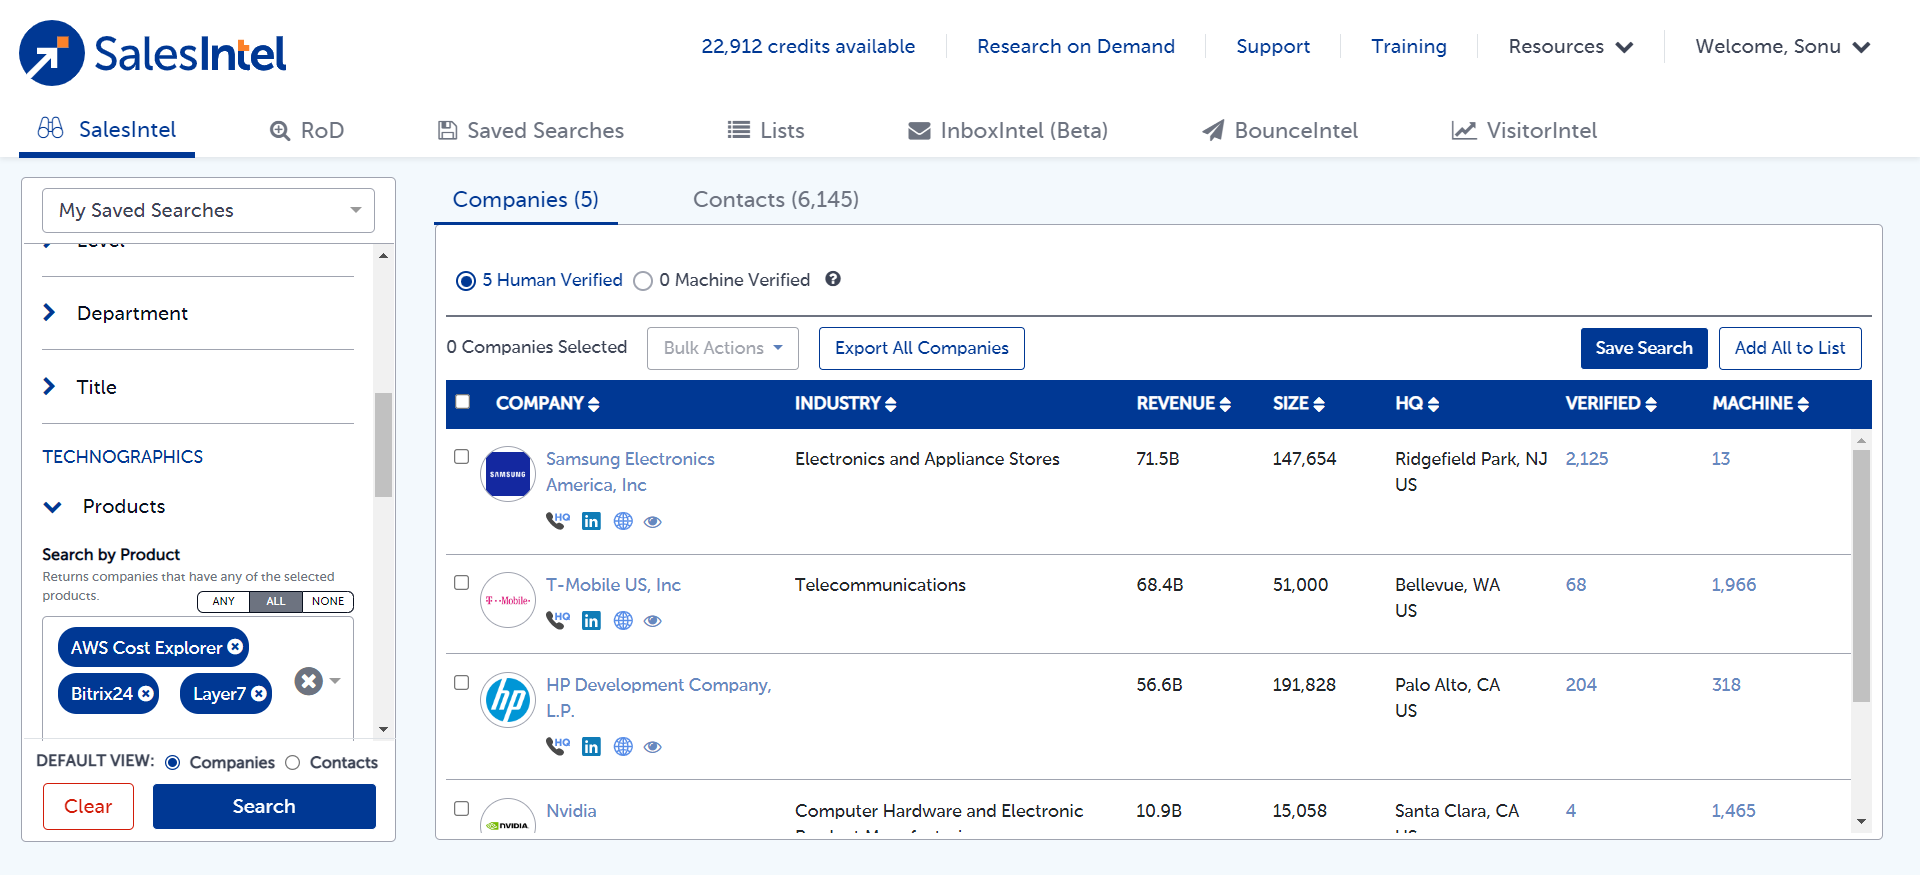 SalesIntel
22,912 credits available
Research on Demand
Support
Training
Resources
Welcome, Sonu
SalesIntel
RoD
Saved Searches
Lists
InboxIntel (Beta)
BounceIntel
VisitorIntel
My Saved Searches
Level
Department
Title
TECHNOGRAPHICS
Products
Search by Product
Returns companies that have any of the selected
products.
ANY ALL NONE
AWS Cost Explorer
Bitrix24 Layer7
DEFAULT VIEW: Companies Contacts
Clear Search
Companies (5) Contacts (6,145)
5 Human Verified 0 Machine Verified
0 Companies Selected Bulk Actions Export All Companies Save Search Add All to List
COMPANY INDUSTRY REVENUE SIZE HQ VERIFIED MACHINE
SAMSUNG
Samsung Electronics Electronics and Appliance Stores 71.5B 147,654 Ridgefield Park, NJ 2,125 13
America, Inc US
HQ
T-Mobile US, Inc Telecommunications 68.4B 51,000 Bellevue, WA 68 1,966
T··Mobile·
US
HQ
HP Development Company, 56.6B 191,828 Palo Alto, CA 204 318
hp
L.P. US
HQ
Nvidia Computer Hardware and Electronic 10.9B 15,058 Santa Clara, CA 4 1,465
NVIDIA.